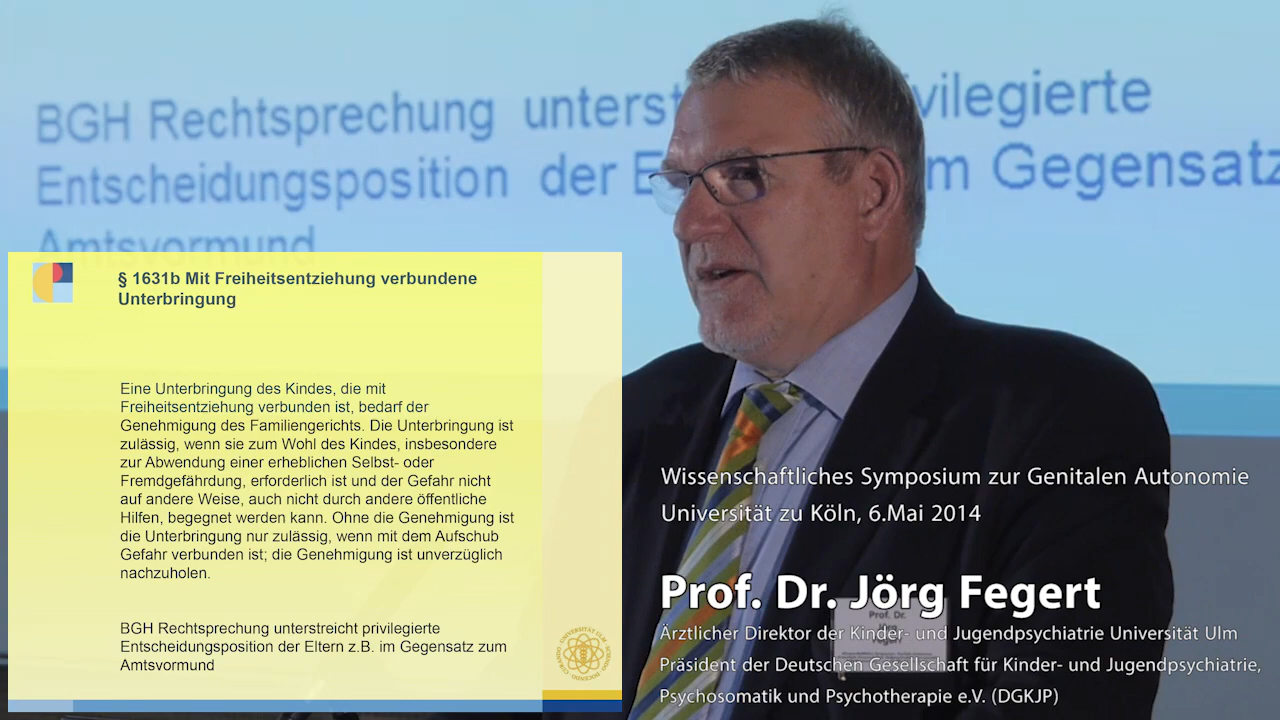 BGH Rechtsprechung unterst vilegierte
Entscheidungsposition der E m Gegensatz
Amtsvormund
§ 1631b Mit Freiheitsentziehung verbundene
Unterbringung
Eine Unterbringung des Kindes, die mit
Freiheitsentziehung verbunden ist, bedarf der
Genehmigung des Familiengerichts. Die Unterbringung ist
zulässig, wenn sie zum Wohl des Kindes, insbesondere
zur Abwendung einer erheblichen Selbst- oder
Fremdgefährdung, erforderlich ist und der Gefahr nicht
auf andere Weise, auch nicht durch andere öffentliche
Hilfen, begegnet werden kann. Ohne die Genehmigung ist
die Unterbringung nur zulässig, wenn mit dem Aufschub
Gefahr verbunden ist; die Genehmigung ist unverzüglich
nachzuholen.
BGH Rechtsprechung unterstreicht privilegierte
Entscheidungsposition der Eltern z.B. im Gegensatz zum
Amtsvormund
Wissenschaftliches Symposium zur Genitalen Autonomie
Universität zu Köln, 6.Mai 2014
Prof. Dr. Jörg Fegert
Prof. Dr.
Ärztlicher Direktor der Kinder- und Jugendpsychiatrie Universität Ulm
Präsident der Deutschen Gesellschaft für Kinder- und Jugendpsychiatrie,
Psychosomatik und Psychotherapie e.V. (DGKJP)